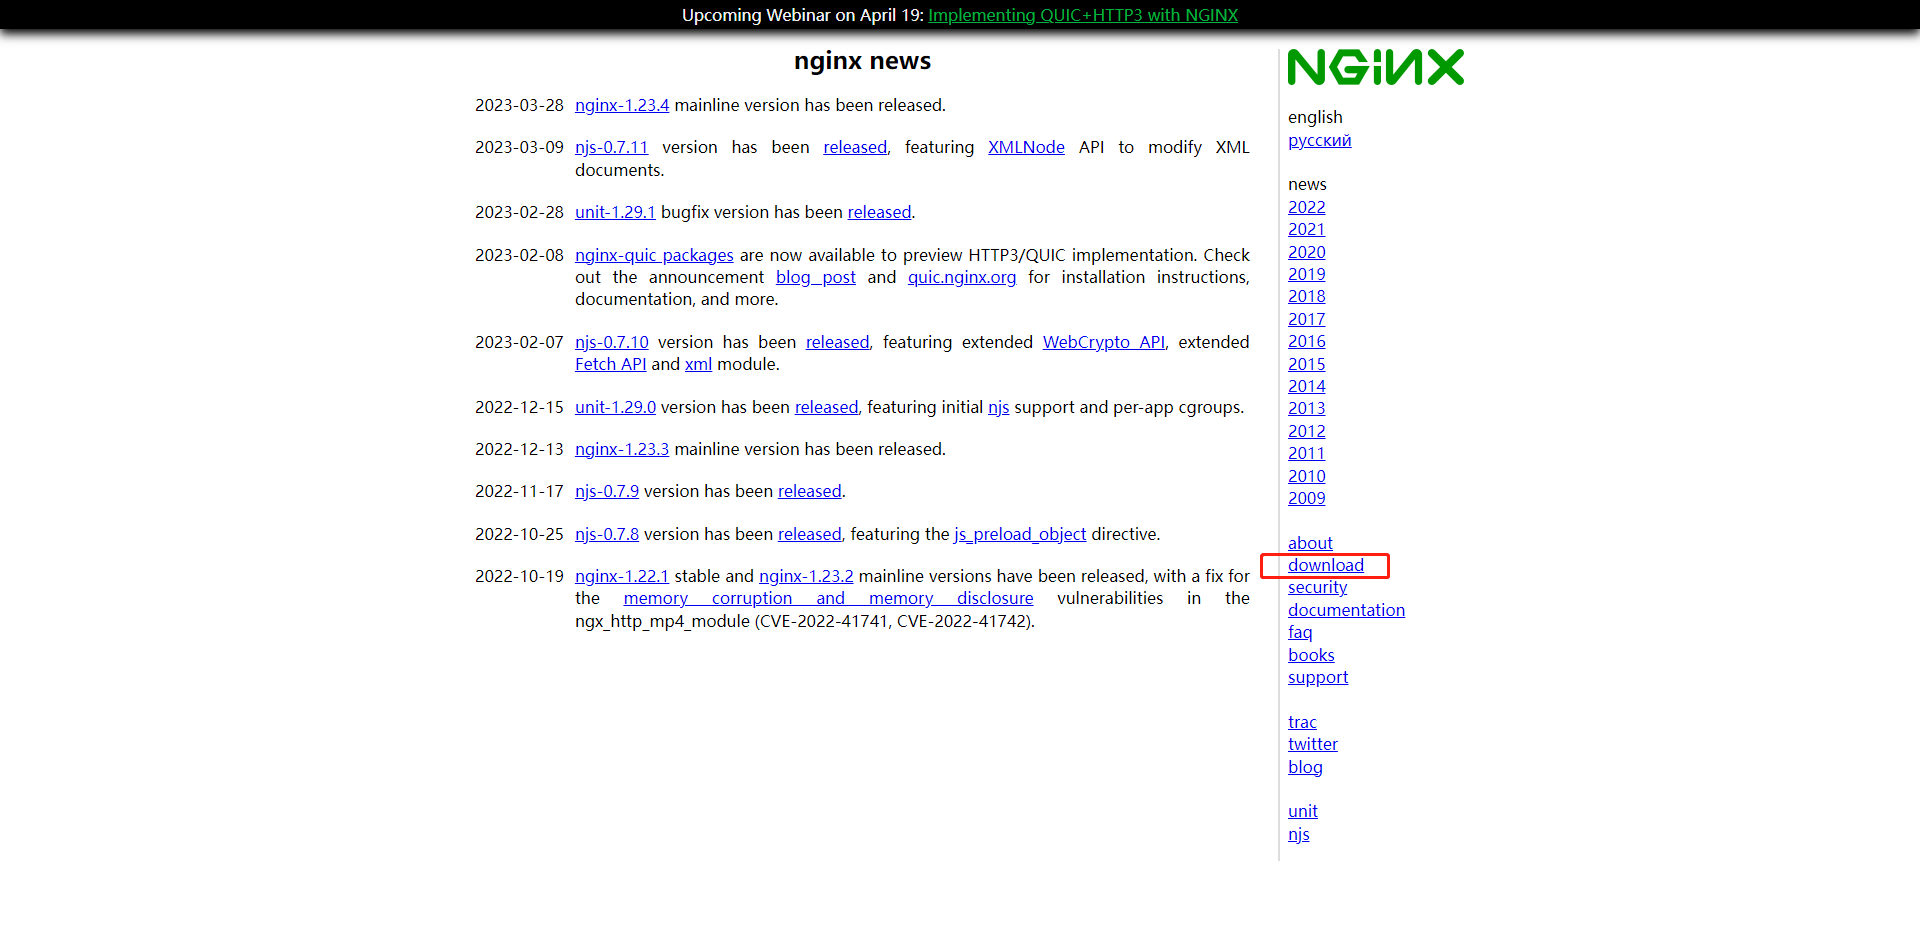 Upcoming Webinar on April 19: Implementing QUIC+HTTP3 with NGINX
nginx news
2023-03-28 nginx-1.23.4 mainline version has been released.
2023-03-09 njs-0.7.11 version has been released, featuring XMLNode API to modify XML
documents.
2023-02-28 unit-1.29.1 bugfix version has been released.
2023-02-08 nginx-quic packages are now available to preview HTTP3/QUIC implementation. Check
out the announcement blog post and quic.nginx.org for installation instructions,
documentation, and more.
2023-02-07 njs-0.7.10 version has been released, featuring extended WebCrypto API, extended
Fetch API and xml module.
2022-12-15 unit-1.29.0 version has been released, featuring initial njs support and per-app cgroups.
2022-12-13 nginx-1.23.3 mainline version has been released.
2022-11-17 njs-0.7.9 version has been released.
2022-10-25 njs-0.7.8 version has been released, featuring the js_preload_object directive.
2022-10-19 nginx-1.22.1 stable and nginx-1.23.2 mainline versions have been released, with a fix for
the memory corruption and memory disclosure vulnerabilities in the
ngx_http_mp4_module (CVE-2022-41741, CVE-2022-41742).
NGINX
english
русский
news
2022
2021
2020
2019
2018
2017
2016
2015
2014
2013
2012
2011
2010
2009
about
download
security
documentation
faq
books
support
trac
twitter
blog
unit
njs